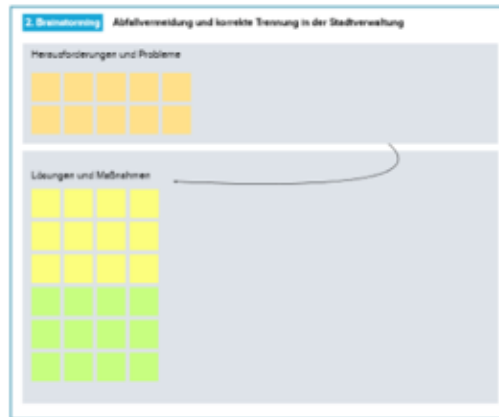 2. Brainstorming Abfallvermeidung und korrekte Trennung in der Stadtverwaltung
Herausforderungen und Probleme
Lösungen und Maßnahmen